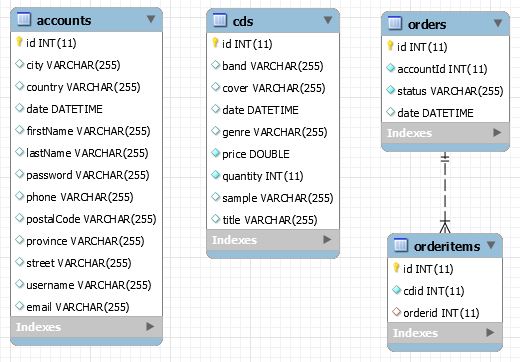 accounts
id INT(11)
city VARCHAR(255)
country VARCHAR(255)
date DATETIME
firstName VARCHAR(255)
lastName VARCHAR(255)
password VARCHAR(255)
phone VARCHAR(255)
postalCode VARCHAR(255)
province VARCHAR(255)
street VARCHAR(255)
username VARCHAR(255)
email VARCHAR(255)
Indexes
cds
id INT(11)
band VARCHAR(255)
cover VARCHAR(255)
date DATETIME
genre VARCHAR(255)
price DOUBLE
quantity INT(11)
sample VARCHAR(255)
title VARCHAR(255)
Indexes
orders
id INT(11)
accountId INT(11)
status VARCHAR(255)
date DATETIME
Indexes
orderitems
id INT(11)
cdid INT(11)
orderid INT(11)
Indexes